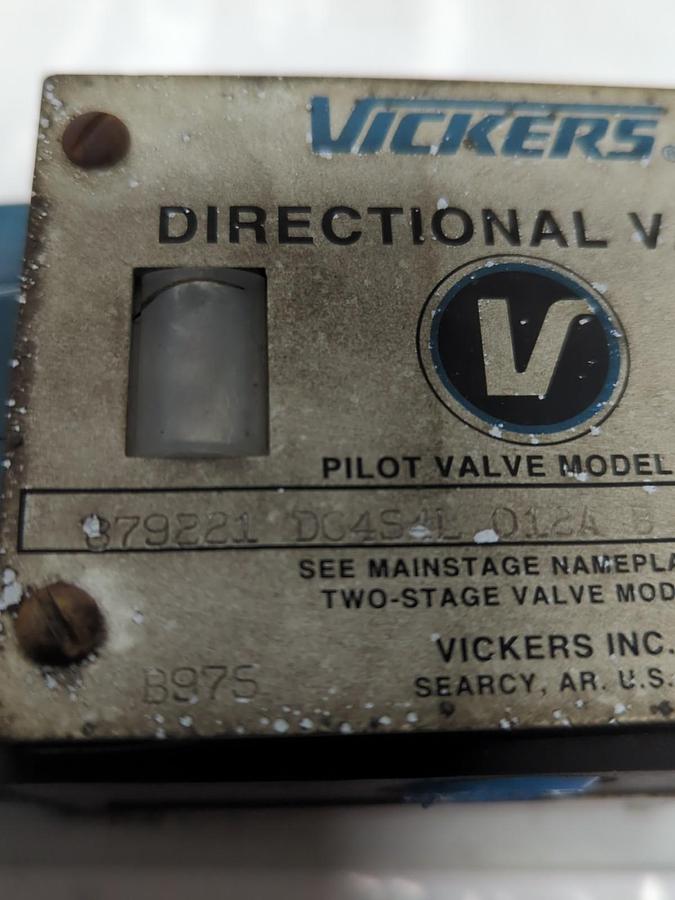 VICKERS®
DIRECTIONAL V
V
PILOT VALVE MODEL
879221 DG4S4L 012A B
SEE MAINSTAGE NAMEPLA
TWO-STAGE VALVE MOD
VICKERS INC.
SEARCY, AR. U.S.
B97S